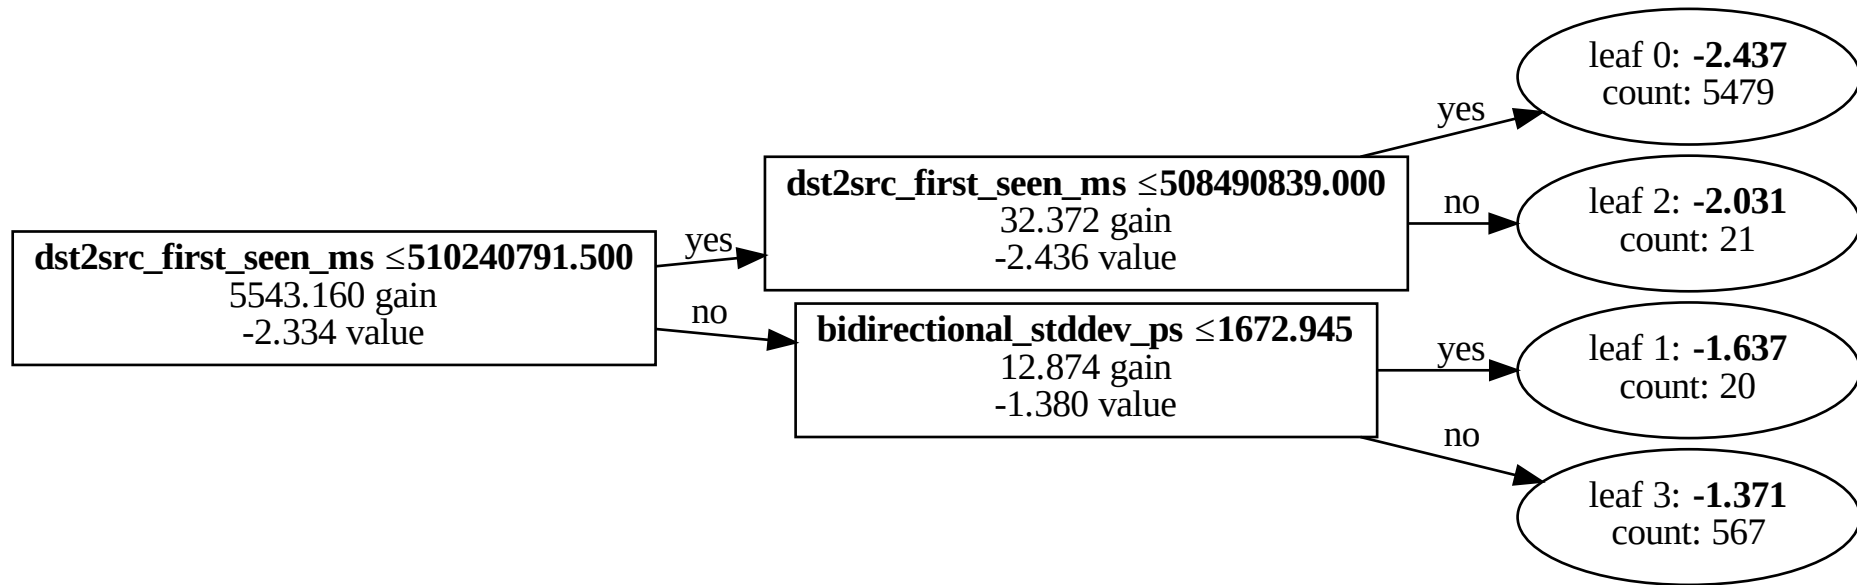 dst2src_first_seen_ms ≤510240791.500
5543.160 gain
-2.334 value
yes
no
dst2src_first_seen_ms ≤508490839.000
32.372 gain
-2.436 value
bidirectional_stddev_ps ≤1672.945
12.874 gain
-1.380 value
yes
no
yes
no
leaf 0: -2.437
count: 5479
leaf 2: -2.031
count: 21
leaf 1: -1.637
count: 20
leaf 3: -1.371
count: 567